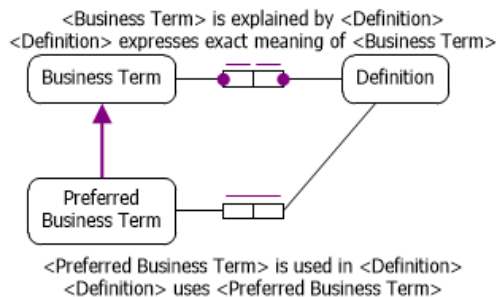 <Business Term> is explained by <Definition>
<Definition> expresses exact meaning of <Business Term>
Business Term
Definition
Preferred
Business Term
<Preferred Business Term> is used in <Definition>
<Definition> uses <Preferred Business Term>